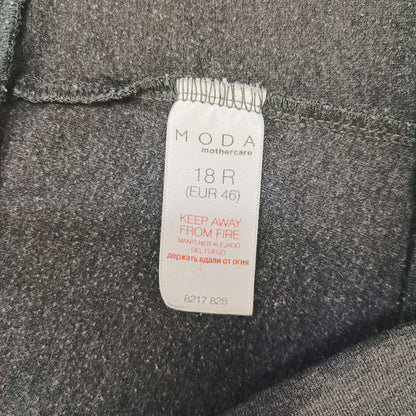 MODA
mothercare
18 R
(EUR 46)
KEEP AWAY
FROM FIRE
MANTENER ALEJADO
DEL FUEGO
держать вдали от огня
8217 828